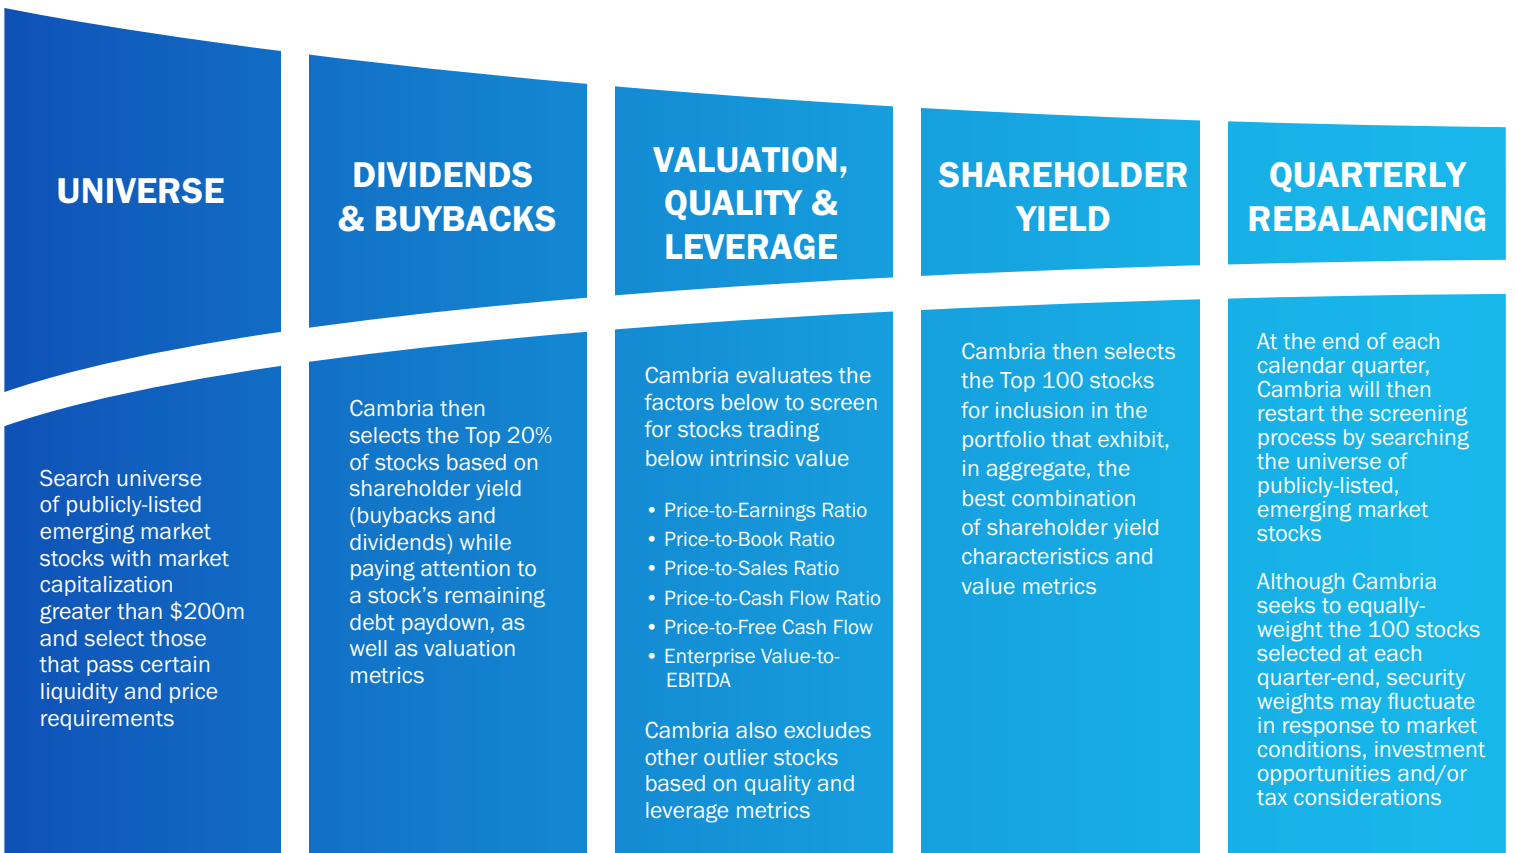 UNIVERSE
Search universe
of publicly-listed
emerging market
stocks with market
capitalization
greater than $200m
and select those
that pass certain
liquidity and price
requirements
DIVIDENDS
& BUYBACKS
Cambria then
selects the Top 20%
of stocks based on
shareholder yield
(buybacks and
dividends) while
paying attention to
a stock’s remaining
debt paydown, as
well as valuation
metrics
VALUATION,
QUALITY &
LEVERAGE
Cambria evaluates the
factors below to screen
for stocks trading
below intrinsic value
• Price-to-Earnings Ratio
• Price-to-Book Ratio
• Price-to-Sales Ratio
• Price-to-Cash Flow Ratio
• Price-to-Free Cash Flow
• Enterprise Value-to-
EBITDA
Cambria also excludes
other outlier stocks
based on quality and
leverage metrics
SHAREHOLDER
YIELD
Cambria then selects
the Top 100 stocks
for inclusion in the
portfolio that exhibit,
in aggregate, the
best combination
of shareholder yield
characteristics and
value metrics
QUARTERLY
REBALANCING
At the end of each
calendar quarter,
Cambria will then
restart the screening
process by searching
the universe of
publicly-listed,
emerging market
stocks
Although Cambria
seeks to equally-
weight the 100 stocks
selected at each
quarter-end, security
weights may fluctuate
in response to market
conditions, investment
opportunities and/or
tax considerations